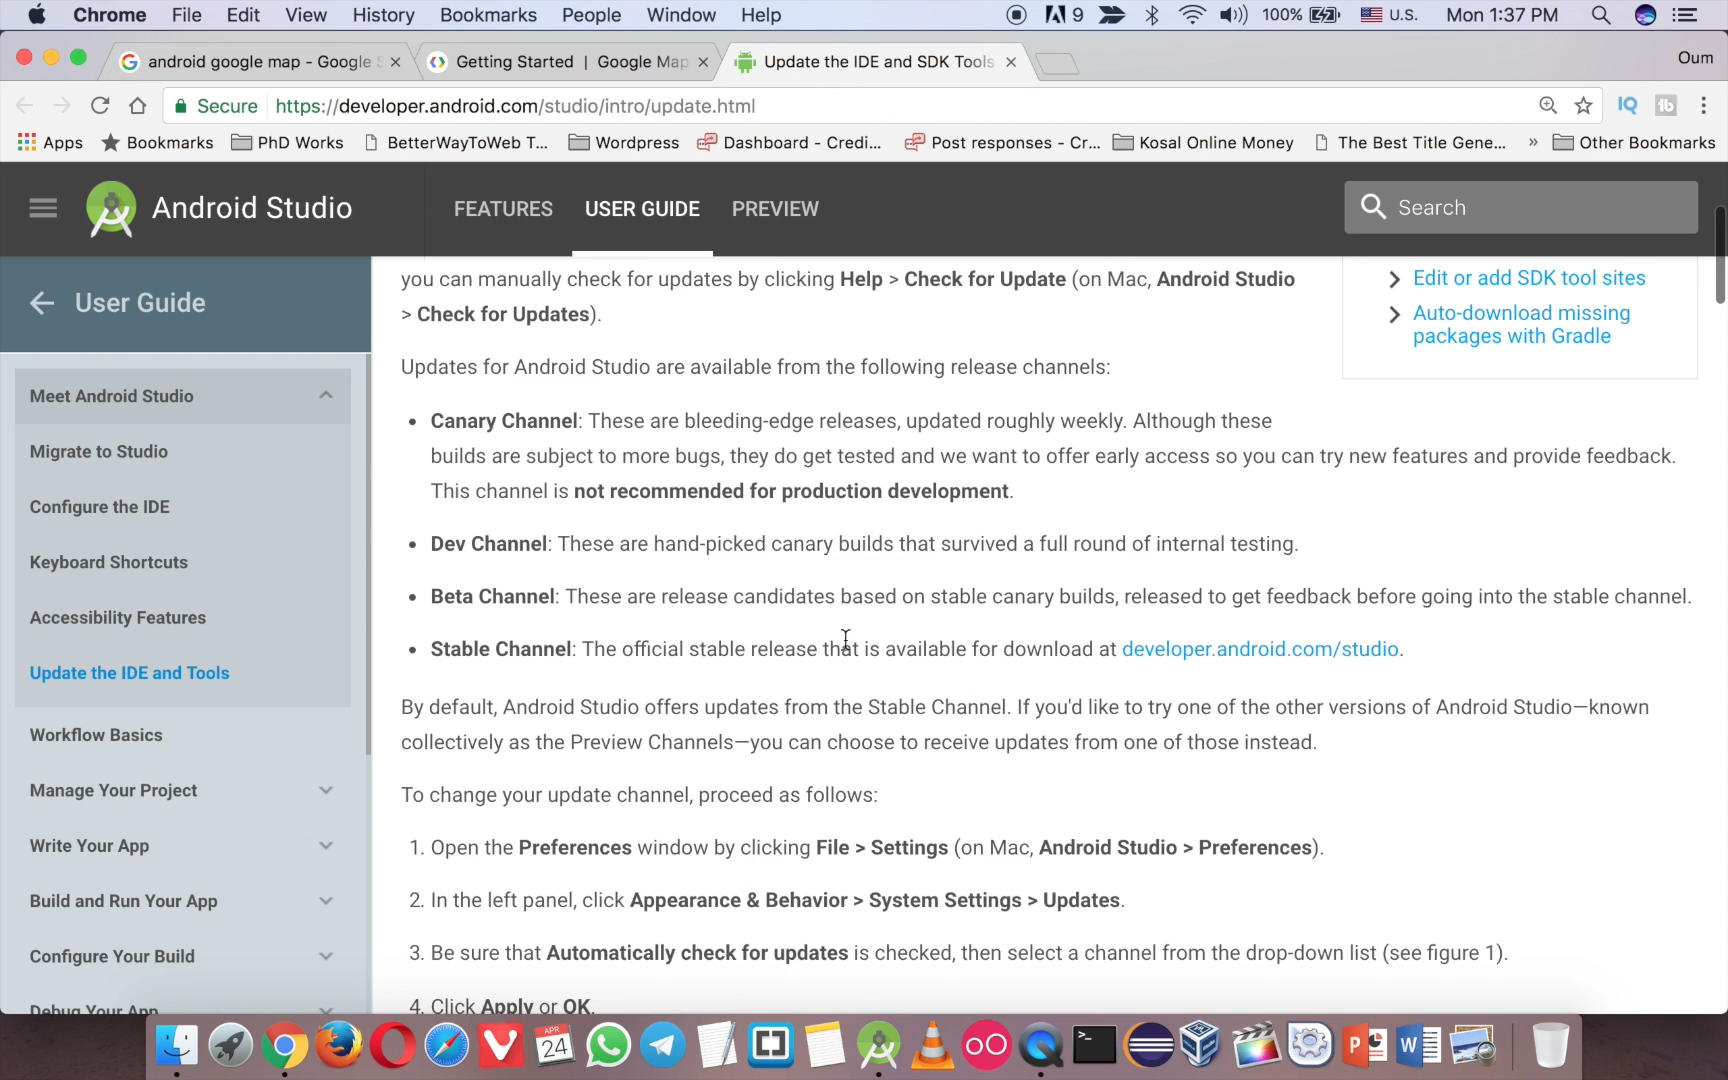 Chrome File Edit View History Bookmarks People Window Help 9 100% U.S. Mon 1:37 PM
android google map - Google S Getting Started | Google Map Update the IDE and SDK Tools Oum
Secure https://developer.android.com/studio/intro/update.html IQ tb
Apps Bookmarks PhD Works BetterWayToWeb T... Wordpress Dashboard - Credi... Post responses - Cr... Kosal Online Money The Best Title Gene... » Other Bookmarks
Android Studio FEATURES USER GUIDE PREVIEW Search
User Guide
Meet Android Studio
Migrate to Studio
Configure the IDE
Keyboard Shortcuts
Accessibility Features
Update the IDE and Tools
Workflow Basics
Manage Your Project
Write Your App
Build and Run Your App
Configure Your Build
Debug Your App
you can manually check for updates by clicking Help > Check for Update (on Mac, Android Studio
> Check for Updates).
Updates for Android Studio are available from the following release channels:
• Canary Channel: These are bleeding-edge releases, updated roughly weekly. Although these
builds are subject to more bugs, they do get tested and we want to offer early access so you can try new features and provide feedback.
This channel is not recommended for production development.
• Dev Channel: These are hand-picked canary builds that survived a full round of internal testing.
• Beta Channel: These are release candidates based on stable canary builds, released to get feedback before going into the stable channel.
• Stable Channel: The official stable release that is available for download at developer.android.com/studio.
By default, Android Studio offers updates from the Stable Channel. If you'd like to try one of the other versions of Android Studio—known
collectively as the Preview Channels—you can choose to receive updates from one of those instead.
To change your update channel, proceed as follows:
1. Open the Preferences window by clicking File > Settings (on Mac, Android Studio > Preferences).
2. In the left panel, click Appearance & Behavior > System Settings > Updates.
3. Be sure that Automatically check for updates is checked, then select a channel from the drop-down list (see figure 1).
4. Click Apply or OK.
Edit or add SDK tool sites
Auto-download missing
packages with Gradle
APR
24
P
W